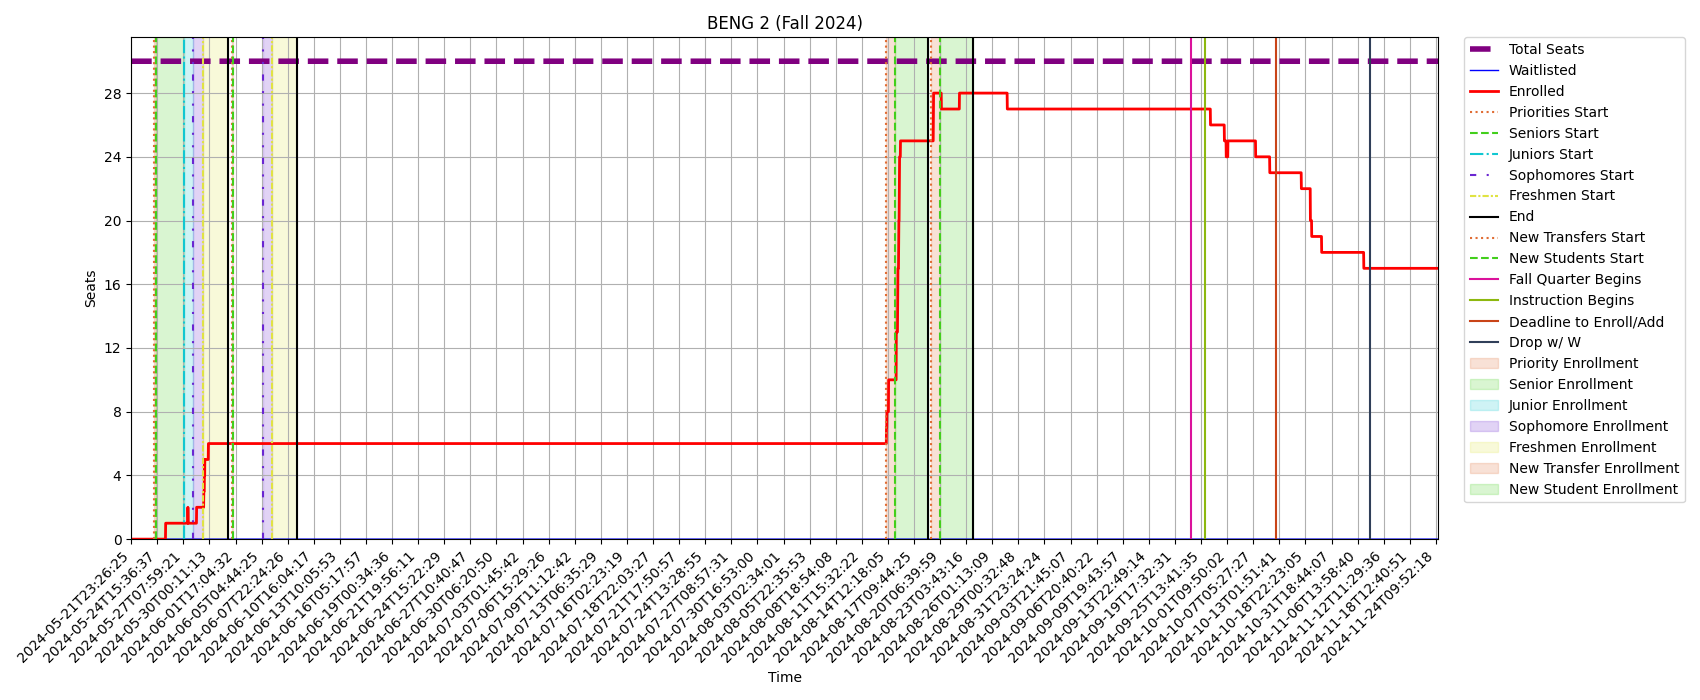 BENG 2 (Fall 2024)
Seats
28
24
20
16
12
8
4
0
2024-05-21T23:26:25
2024-05-24T15:36:37
2024-05-27T07:59:21
2024-05-30T01:11:13
2024-06-01T17:04:32
2024-06-05T04:44:25
2024-06-07T22:24:26
2024-06-10T16:04:17
2024-06-13T10:05:53
2024-06-16T05:17:57
2024-06-19T00:34:36
2024-06-21T19:56:11
2024-06-24T15:22:29
2024-06-27T10:40:47
2024-06-30T06:20:50
2024-07-03T01:45:42
2024-07-06T15:29:26
2024-07-09T11:12:42
2024-07-13T06:35:29
2024-07-16T02:23:19
2024-07-18T22:03:27
2024-07-21T17:50:57
2024-07-24T13:28:55
2024-07-27T08:57:31
2024-07-30T16:53:00
2024-08-03T02:34:01
2024-08-05T22:35:53
2024-08-08T18:54:08
2024-08-11T15:32:22
2024-08-14T12:18:05
2024-08-17T09:44:25
2024-08-20T06:39:59
2024-08-23T03:43:16
2024-08-26T01:13:09
2024-08-29T00:32:48
2024-08-31T23:24:24
2024-09-03T21:45:07
2024-09-06T20:40:22
2024-09-09T19:43:57
2024-09-13T22:49:14
2024-09-19T17:32:31
2024-09-25T13:41:35
2024-10-01T09:50:02
2024-10-07T05:27:27
2024-10-13T01:51:41
2024-10-18T22:23:05
2024-10-31T18:44:07
2024-11-06T13:58:40
2024-11-12T11:29:36
2024-11-18T12:40:51
2024-11-24T09:52:18
Time
Total Seats
Waitlisted
Enrolled
Priorities Start
Seniors Start
Juniors Start
Sophomores Start
Freshmen Start
End
New Transfers Start
New Students Start
Fall Quarter Begins
Instruction Begins
Deadline to Enroll/Add
Drop w/ W
Priority Enrollment
Senior Enrollment
Junior Enrollment
Sophomore Enrollment
Freshmen Enrollment
New Transfer Enrollment
New Student Enrollment